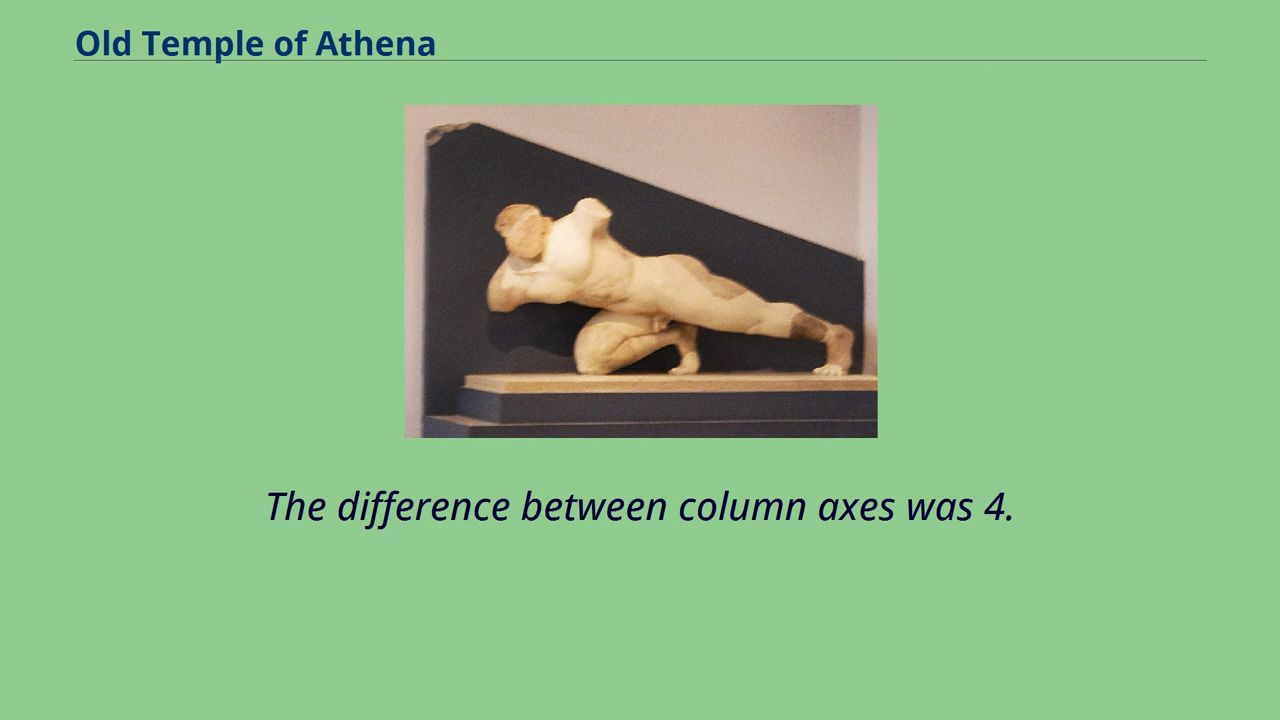 Old Temple of Athena
The difference between column axes was 4.